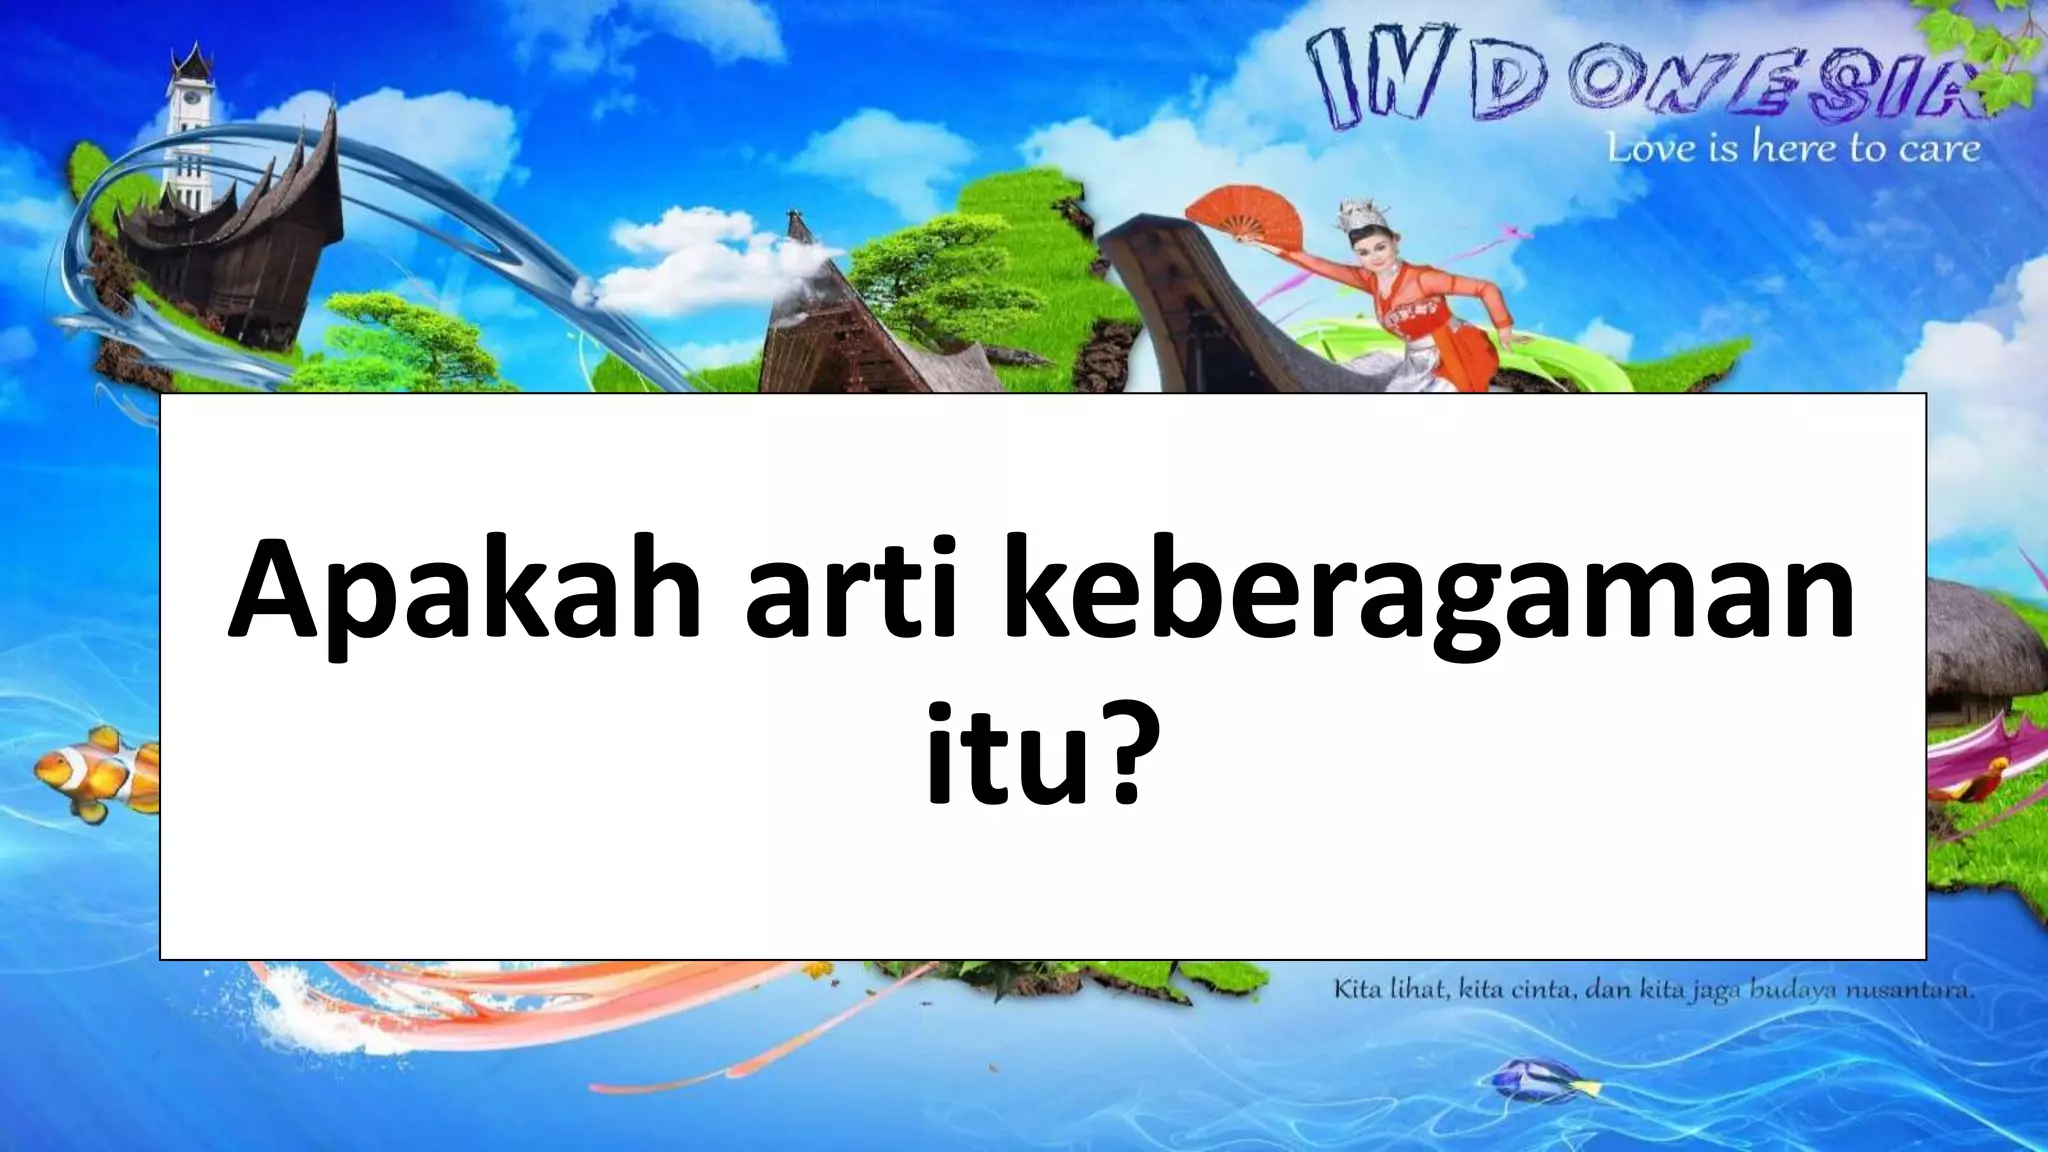 INDONESIA
Love is here to care
Apakah arti keberagaman
itu?
Kita lihat, kita cinta, dan kita jaga budaya nusantara.